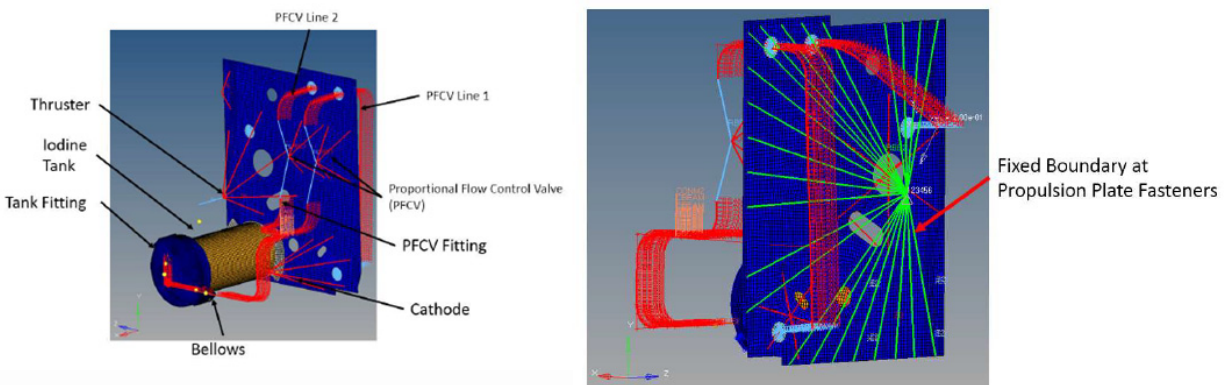 PFCV Line 2
PFCV Line 1
Thruster
Iodine
Tank
Tank Fitting
Proportional Flow Control Valve
(PFCV)
PFCV Fitting
Cathode
Bellows
Fixed Boundary at
Propulsion Plate Fasteners
23456
Y
X
Z